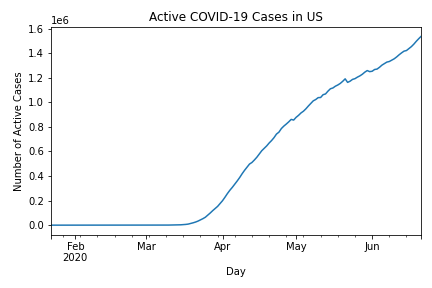 Active COVID-19 Cases in US
1e6
1.6
1.4
1.2
1.0
0.8
0.6
0.4
0.2
0.0
Number of Active Cases
Feb
2020
Mar
Apr
May
Jun
Day